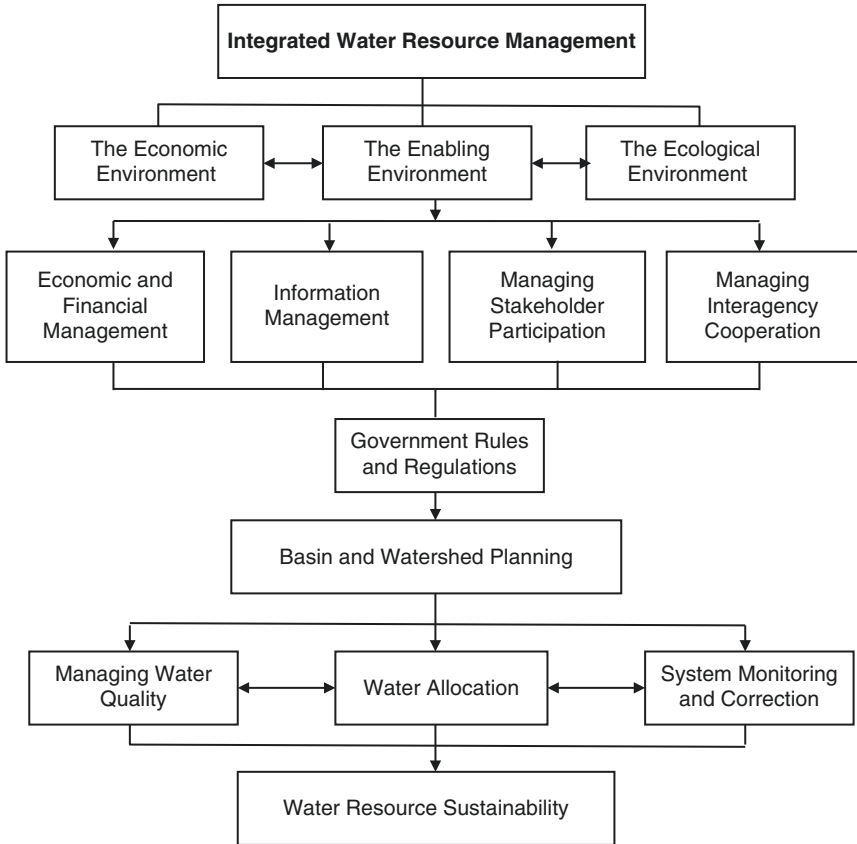 Integrated Water Resource Management
The Economic
Environment
The Enabling
Environment
The Ecological
Environment
Economic and
Financial
Management
Information
Management
Managing
Stakeholder
Participation
Managing
Interagency
Cooperation
Government Rules
and Regulations
Basin and Watershed Planning
Managing Water
Quality
Water Allocation
System Monitoring
and Correction
Water Resource Sustainability